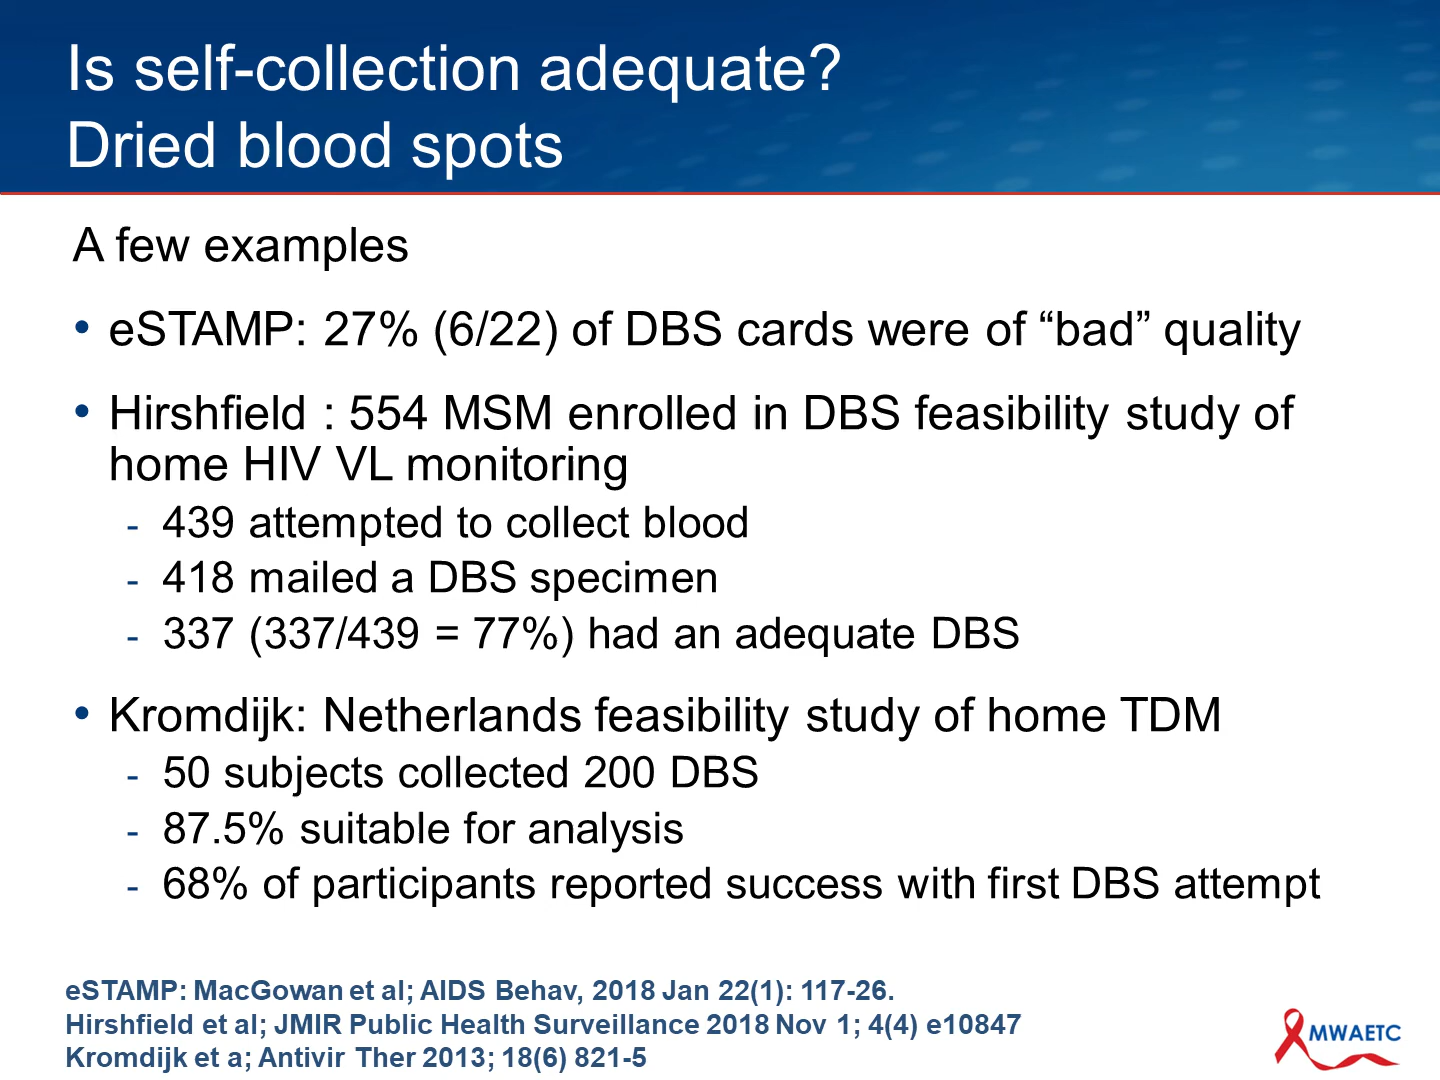 Is self-collection adequate?
Dried blood spots
A few examples
• eSTAMP: 27% (6/22) of DBS cards were of “bad” quality
• Hirshfield : 554 MSM enrolled in DBS feasibility study of
home HIV VL monitoring
- 439 attempted to collect blood
- 418 mailed a DBS specimen
- 337 (337/439 = 77%) had an adequate DBS
• Kromdijk: Netherlands feasibility study of home TDM
- 50 subjects collected 200 DBS
- 87.5% suitable for analysis
- 68% of participants reported success with first DBS attempt
eSTAMP: MacGowan et al; AIDS Behav, 2018 Jan 22(1): 117-26.
Hirshfield et al; JMIR Public Health Surveillance 2018 Nov 1; 4(4) e10847
Kromdijk et a; Antivir Ther 2013; 18(6) 821-5
MWAETC